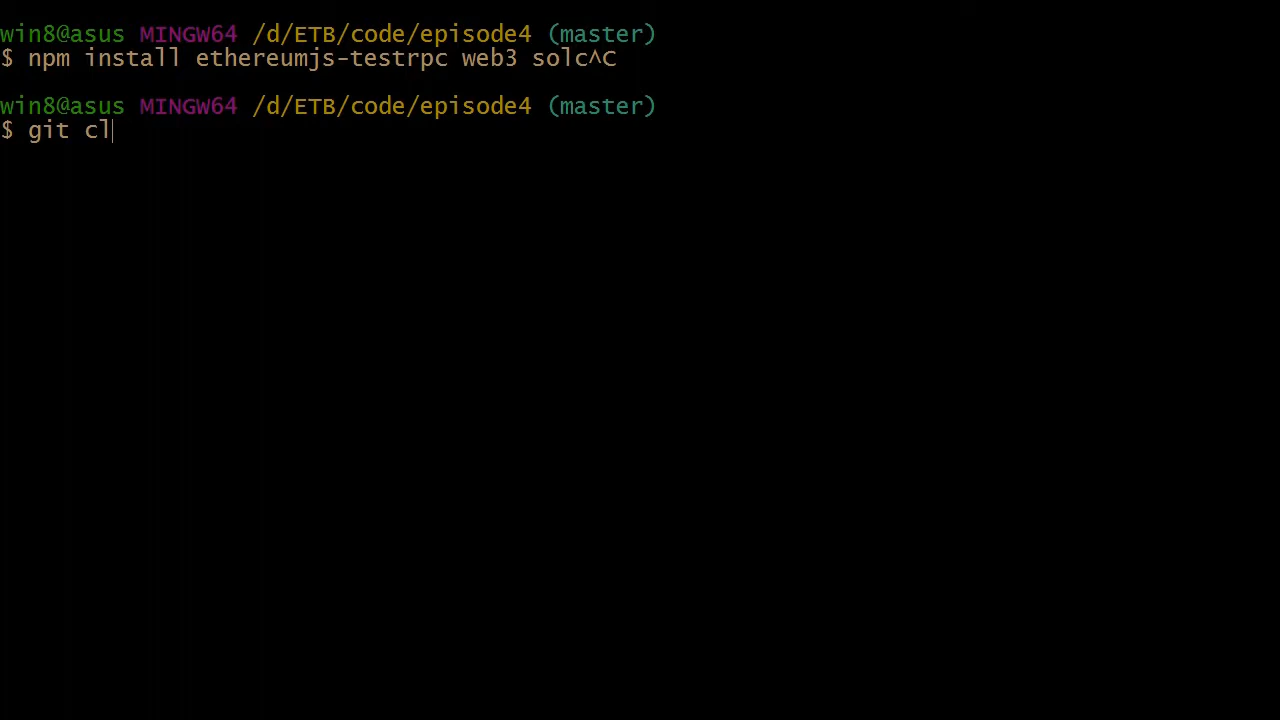 win8@asus MINGW64 /d/ETB/code/episode4 (master)
$ npm install ethereumjs-testrpc web3 solc^C
win8@asus MINGW64 /d/ETB/code/episode4 (master)
$ git cl